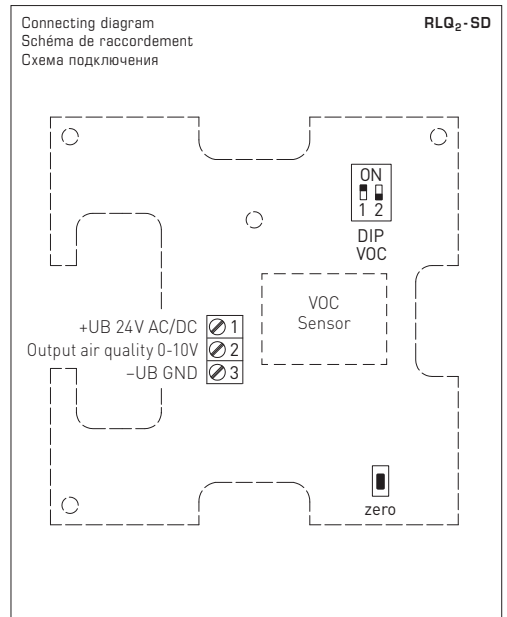 Connecting diagram
RLQ₂-SD
Schéma de raccordement
Схема подключения
ON
1 2
DIP
VOC
VOC
Sensor
+UB 24V AC/DC 1
Output air quality 0-10V 2
–UB GND 3
zero